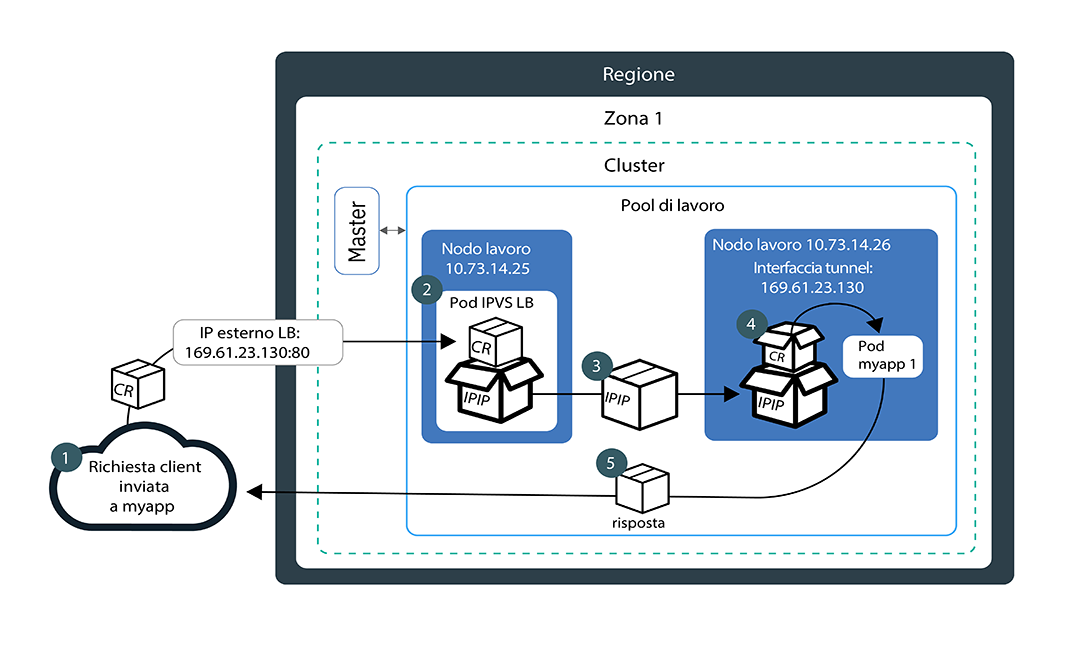 Regione
Zona 1
Cluster
Master
Pool di lavoro
Nodo lavoro
10.73.14.25
2
Pod IPVS LB
CR
IPIP
Nodo lavoro 10.73.14.26
Interfaccia tunnel:
169.61.23.130
4
CR
IPIP
Pod
myapp 1
IP esterno LB:
169.61.23.130:80
CR
3
IPIP
1
Richiesta client
inviata
a myapp
5
risposta